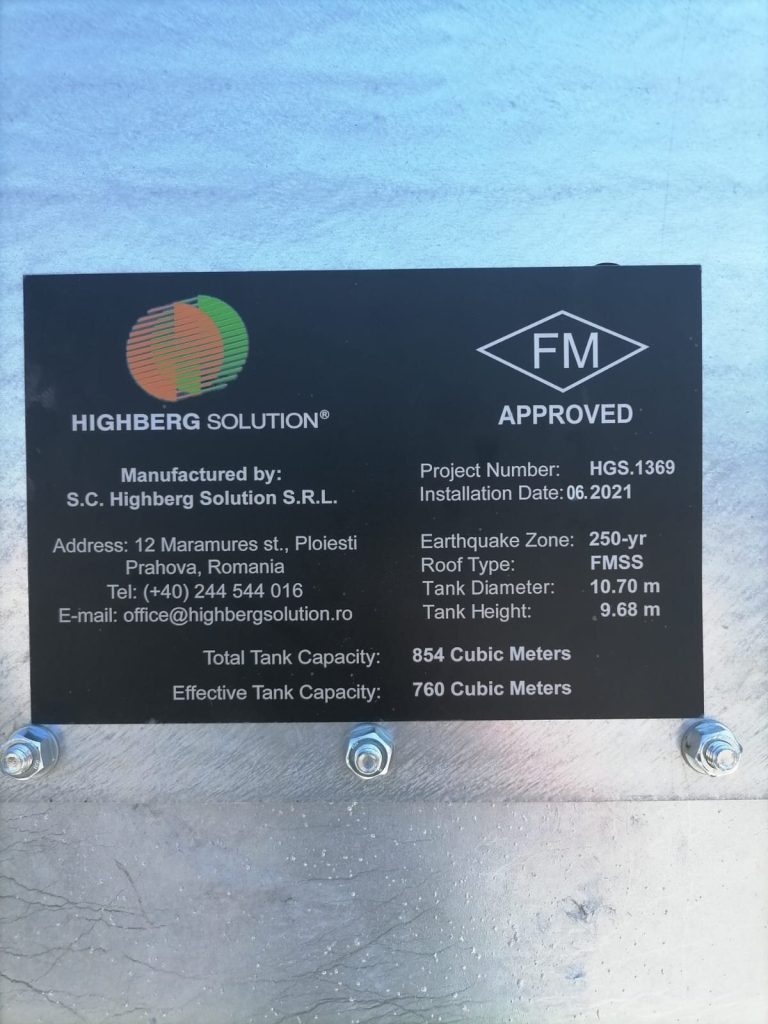 HIGHBERG SOLUTION®
Manufactured by:
S.C. Highberg Solution S.R.L.
Address: 12 Maramures st., Ploiesti
Prahova, Romania
Tel: (+40) 244 544 016
E-mail: office@highbergsolution.ro
FM
APPROVED
Project Number: HGS.1369
Installation Date: 06.2021
Earthquake Zone: 250-yr
Roof Type: FMSS
Tank Diameter: 10.70 m
Tank Height: 9.68 m
Total Tank Capacity: 854 Cubic Meters
Effective Tank Capacity: 760 Cubic Meters